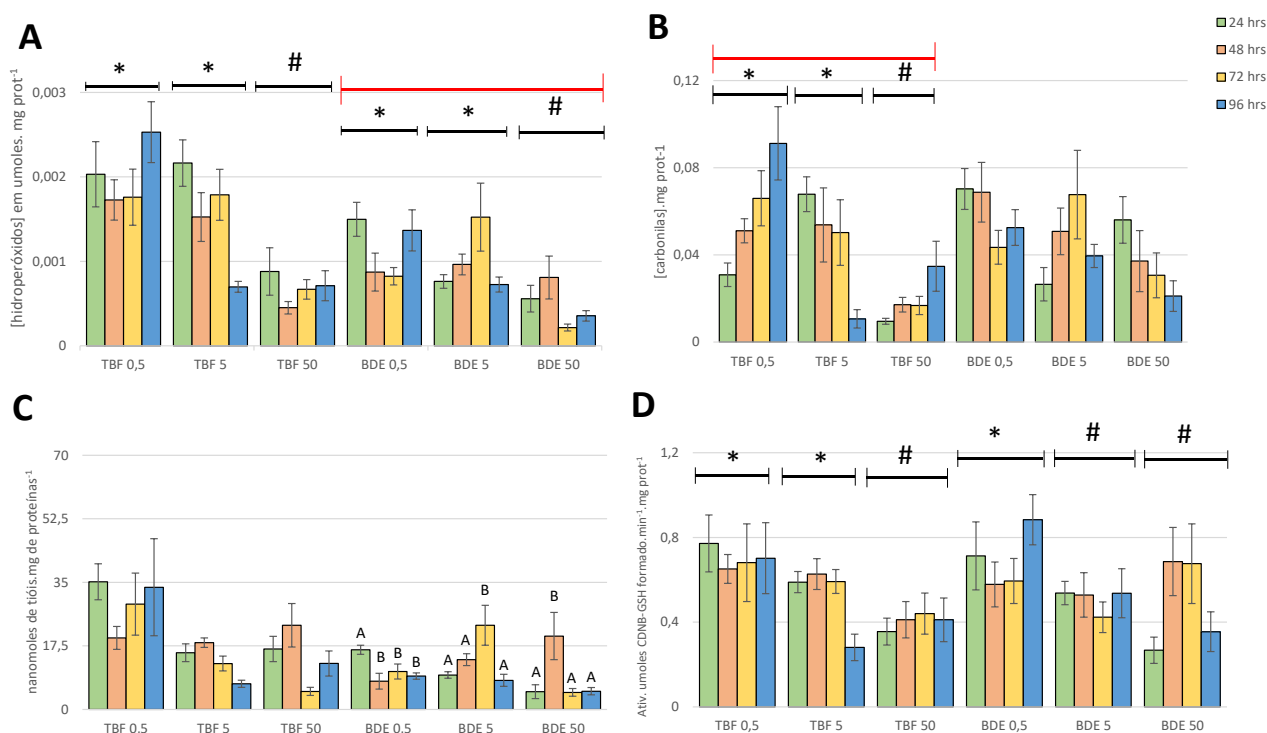 A
* * #
* * #
0,003
0,002
0,001
0
[hidroperóxidos] em umoles. mg prot⁻¹
TBF 0,5 TBF 5 TBF 50 BDE 0,5 BDE 5 BDE 50
B
24 hrs
48 hrs
72 hrs
96 hrs
* * #
0,12
0,08
0,04
0
[carbonilas].mg prot-1
TBF 0,5 TBF 5 TBF 50 BDE 0,5 BDE 5 BDE 50
C
70
52,5
35
17,5
0
nanomoles de tióis.mg de proteínas⁻¹
A B B B A A B A A B A A
TBF 0,5 TBF 5 TBF 50 BDE 0,5 BDE 5 BDE 50
D
* * # * # #
1,2
0,8
0,4
0
Ativ. umoles CDNB-GSH formado.min⁻¹.mg prot⁻¹
TBF 0,5 TBF 5 TBF 50 BDE 0,5 BDE 5 BDE 50